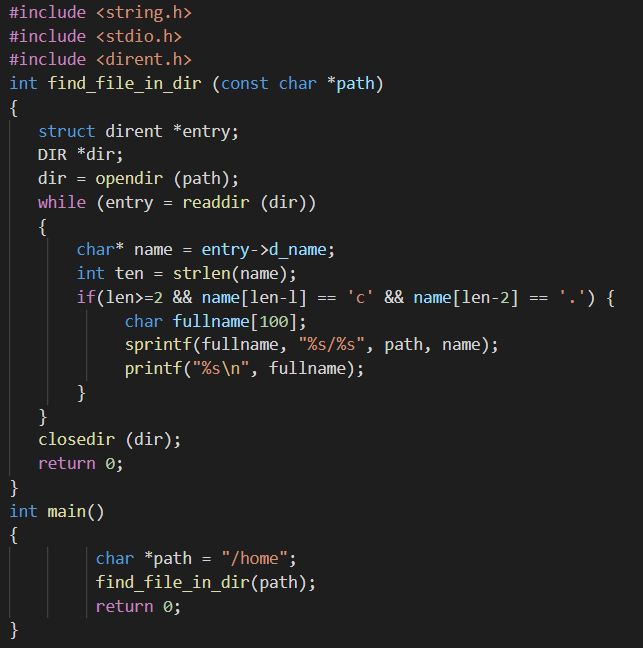 #include <string.h>
#include <stdio.h>
#include <dirent.h>
int find_file_in_dir (const char *path)
{
struct dirent *entry;
DIR *dir;
dir = opendir (path);
while (entry = readdir (dir))
{
char* name = entry->d_name;
int ten = strlen(name);
if(len>=2 && name[len-l] == 'c' && name[len-2] == '.') {
char fullname[100];
sprintf(fullname, "%s/%s", path, name);
printf("%s\n", fullname);
}
}
closedir (dir);
return 0;
}
int main()
{
char *path = "/home";
find_file_in_dir(path);
return 0;
}